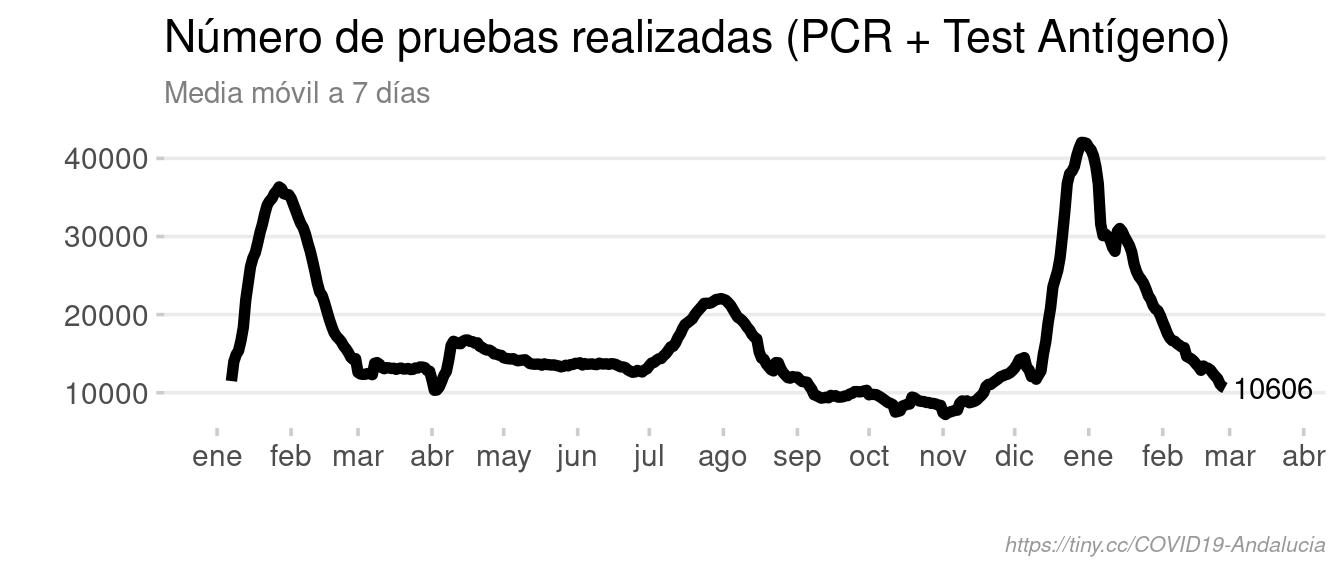 Número de pruebas realizadas (PCR + Test Antígeno)
Media móvil a 7 días
40000
30000
20000
10000
10606
ene feb mar abr may jun jul ago sep oct nov dic ene feb mar abr
https://tiny.cc/COVID19-Andalucia